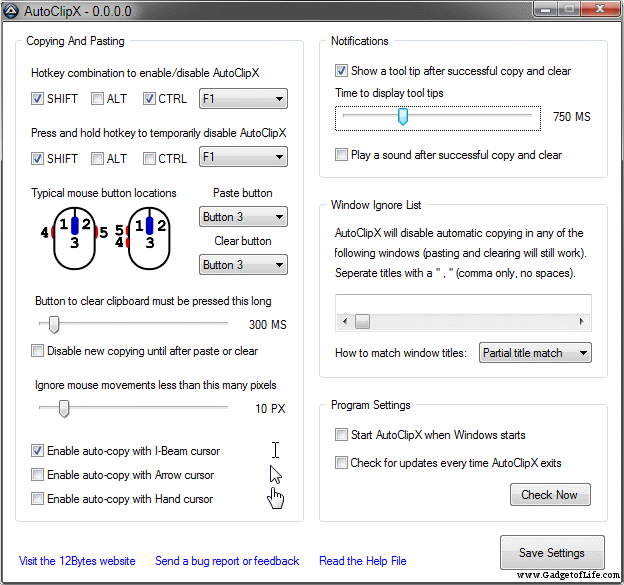 AutoClipX - 0.0.0.0
Copying And Pasting
Hotkey combination to enable/disable AutoClipX
SHIFT ALT CTRL F1
Press and hold hotkey to temporarily disable AutoClipX
SHIFT ALT CTRL F1
Typical mouse button locations
Paste button
4 1 2 3 5 5 4 1 2 3
Button 3
Clear button
Button 3
Button to clear clipboard must be pressed this long
300 MS
Disable new copying until after paste or clear
Ignore mouse movements less than this many pixels
10 PX
Enable auto-copy with I-Beam cursor
Enable auto-copy with Arrow cursor
Enable auto-copy with Hand cursor
Notifications
Show a tool tip after successful copy and clear
Time to display tool tips
750 MS
Play a sound after successful copy and clear
Window Ignore List
AutoClipX will disable automatic copying in any of the
following windows (pasting and clearing will still work).
Seperate titles with a " , " (comma only, no spaces).
How to match window titles: Partial title match
Program Settings
Start AutoClipX when Windows starts
Check for updates every time AutoClipX exits
Check Now
Visit the 12Bytes website Send a bug report or feedback Read the Help File
Save Settings
www.GadgetofLife.com